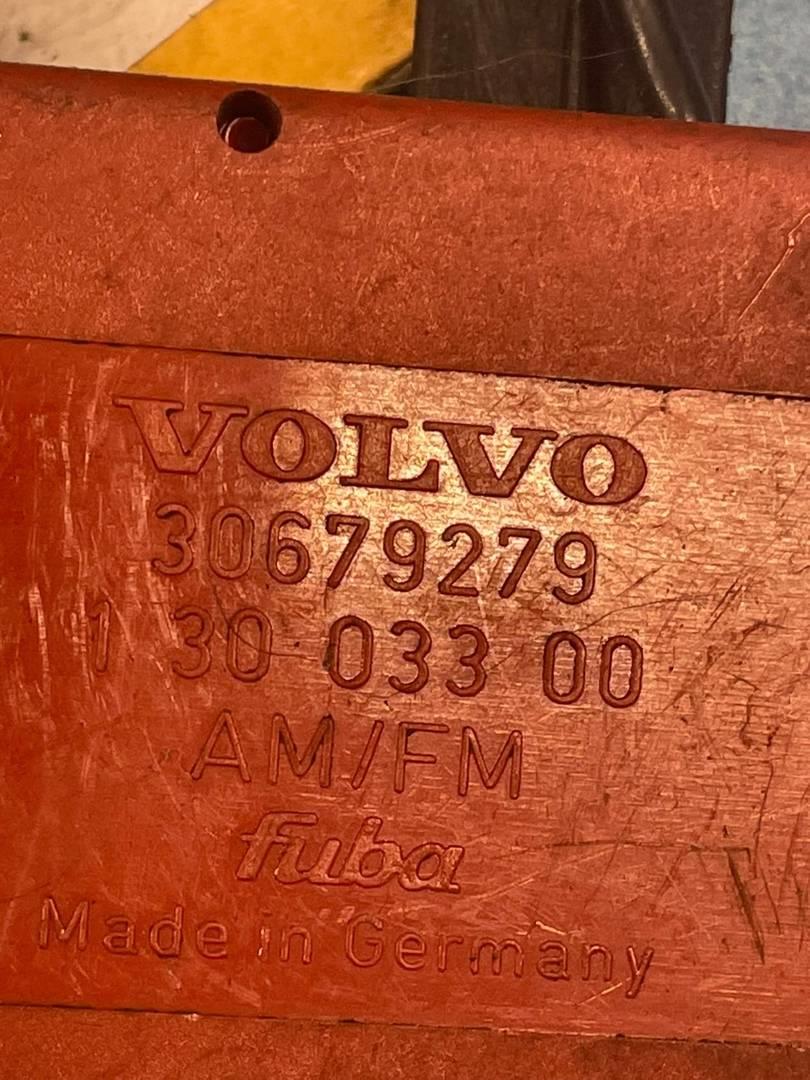 VOLVO
30679279
1 30 033 00
AM/FM
fuba
Made in Germany